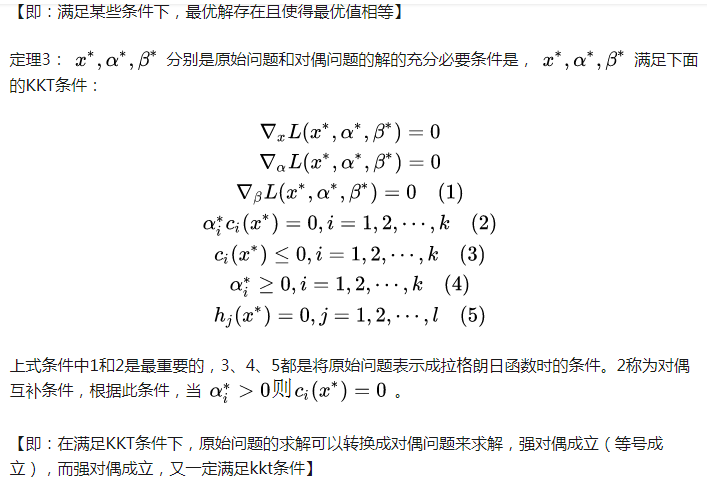 【即：满足某些条件下，最优解存在且使得最优值相等】
定理3： x*, α*, β* 分别是原始问题和对偶问题的解的充分必要条件是， x*, α*, β* 满足下面
的KKT条件：
∇ₓL(x*, α*, β*) = 0
∇_αL(x*, α*, β*) = 0
∇_βL(x*, α*, β*) = 0 (1)
α*ᵢcᵢ(x*) = 0, i = 1, 2, ⋯, k (2)
cᵢ(x*) ≤ 0, i = 1, 2, ⋯, k (3)
α*ᵢ ≥ 0, i = 1, 2, ⋯, k (4)
hⱼ(x*) = 0, j = 1, 2, ⋯, l (5)
上式条件中1和2是最重要的，3、4、5都是将原始问题表示成拉格朗日函数时的条件。2称为对偶
互补条件，根据此条件，当 α*ᵢ > 0则cᵢ(x*) = 0 。
【即：在满足KKT条件下，原始问题的求解可以转换成对偶问题来求解，强对偶成立（等号成
立），而强对偶成立，又一定满足kkt条件】